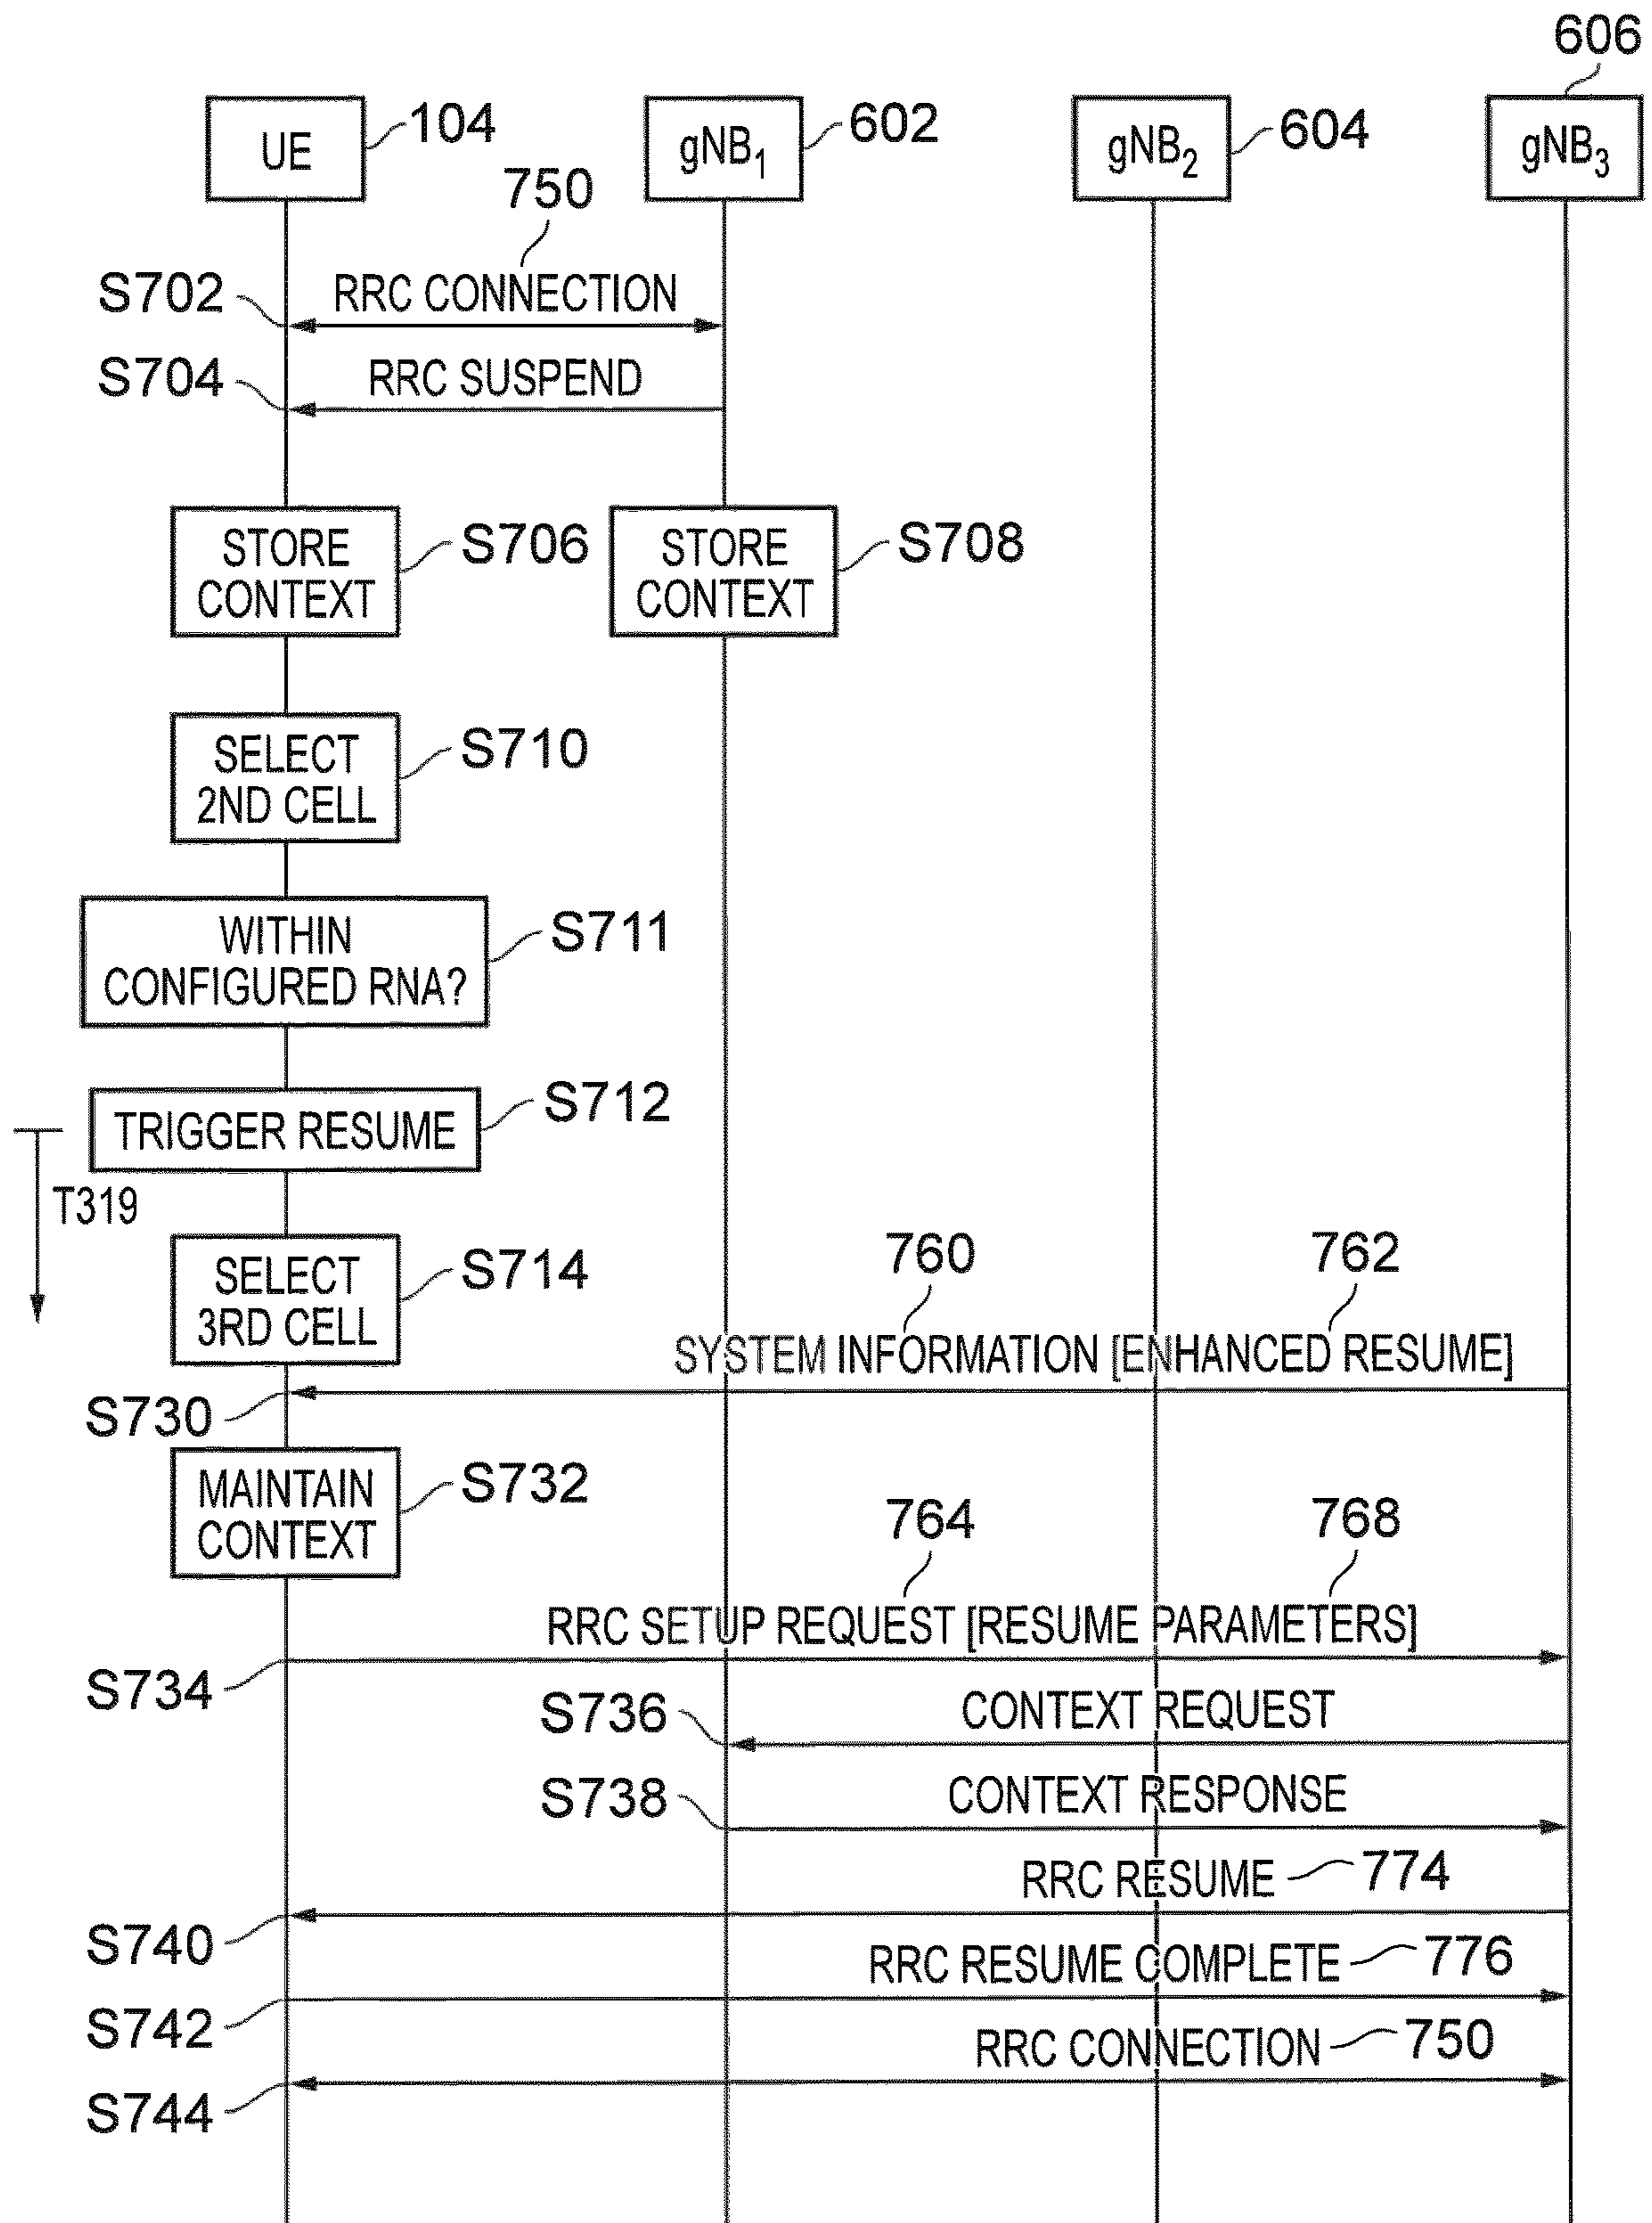 606
UE
104
gNB1
602
gNB2
604
gNB3
750
S702
RRC CONNECTION
S704
RRC SUSPEND
STORE
CONTEXT
S706
STORE
CONTEXT
S708
SELECT
2ND CELL
S710
WITHIN
CONFIGURED RNA?
S711
TRIGGER RESUME
S712
T319
SELECT
3RD CELL
S714
760
762
SYSTEM INFORMATION [ENHANCED RESUME]
S730
MAINTAIN
CONTEXT
S732
764
768
RRC SETUP REQUEST [RESUME PARAMETERS]
S734
S736
CONTEXT REQUEST
S738
CONTEXT RESPONSE
RRC RESUME
774
S740
RRC RESUME COMPLETE
776
S742
RRC CONNECTION
750
S744